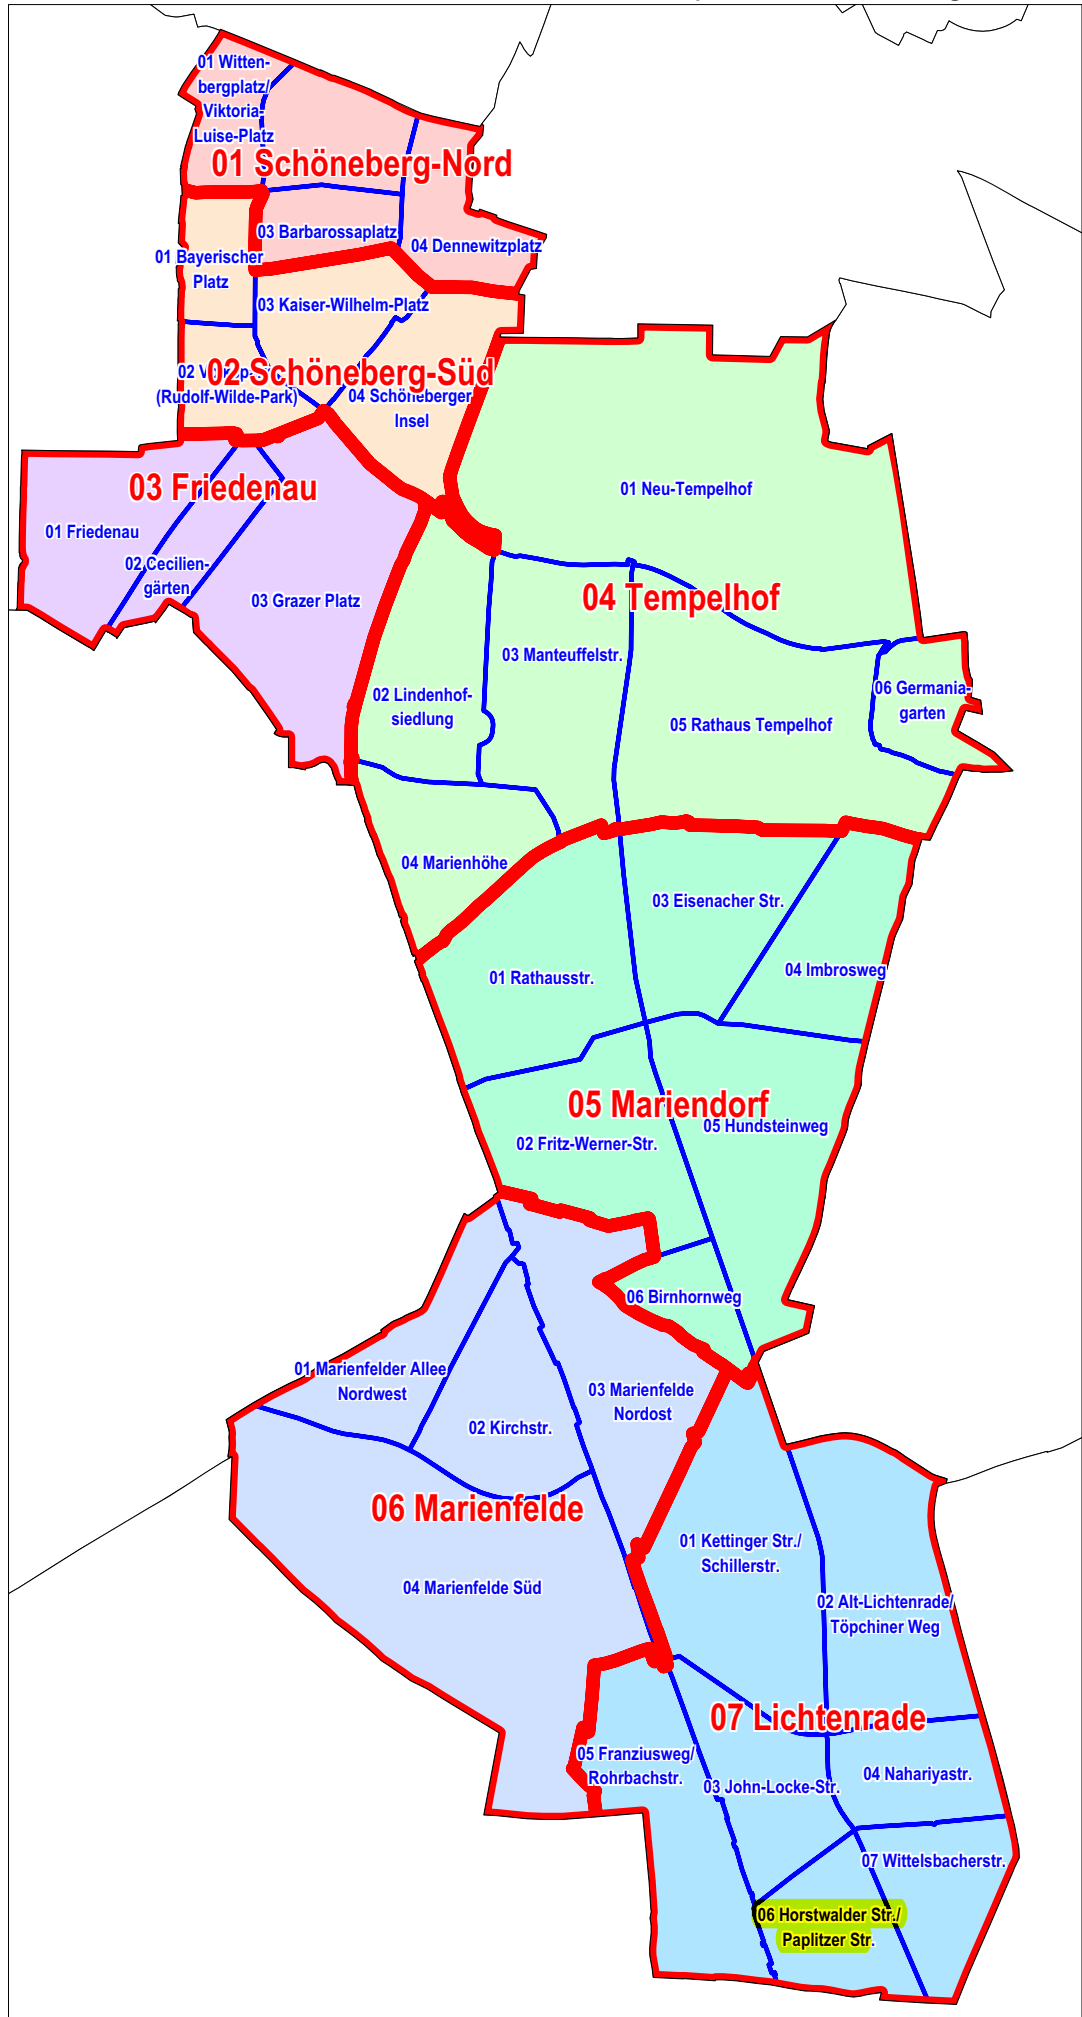 01 Witten-
bergplatz/
Viktoria-
Luise-Platz
01 Schöneberg-Nord
03 Barbarossaplatz
04 Dennewitzplatz
01 Bayerischer
Platz
03 Kaiser-Wilhelm-Platz
02 Schöneberg-Süd
02
(Rudolf-Wilde-Park)
04 Schöneberger
Insel
03 Friedenau
01 Friedenau
02 Cecilien-
gärten
03 Grazer Platz
01 Neu-Tempelhof
04 Tempelhof
03 Manteuffelstr.
02 Lindenhof-
siedlung
06 Germania-
garten
05 Rathaus Tempelhof
04 Marienhöhe
03 Eisenacher Str.
01 Rathausstr.
04 Imbrosweg
05 Mariendorf
05 Hundsteinweg
02 Fritz-Werner-Str.
06 Birnhornweg
01 Marienfelder Allee
Nordwest
03 Marienfelde
Nordost
02 Kirchstr.
06 Marienfelde
04 Marienfelde Süd
01 Kettinger Str./
Schillerstr.
02 Alt-Lichtenrade/
Töpchiner Weg
07 Lichtenrade
05 Franziusweg/
Rohrbachstr.
03 John-Locke-Str.
04 Nahariyastr.
07 Wittelsbacherstr.
06 Horstwalder Str./
Paplitzer Str.